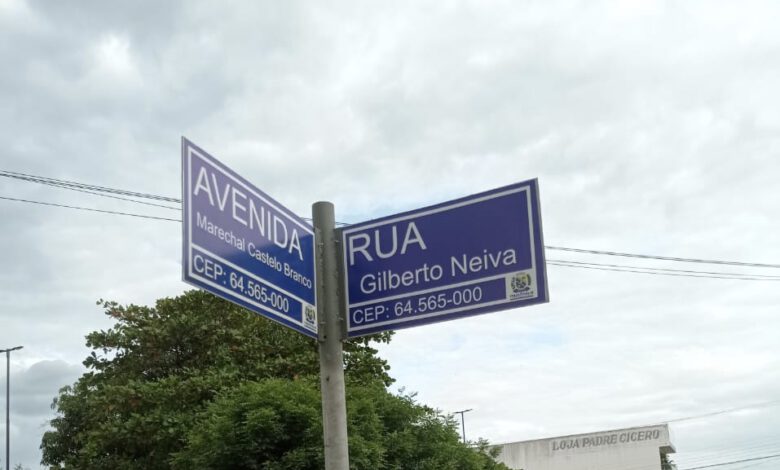 AVENIDA
Marechal Castelo Branco
CEP: 64.565-000
RUA
Gilberto Neiva
CEP: 64.565-000
LOJA PADRE CICERO